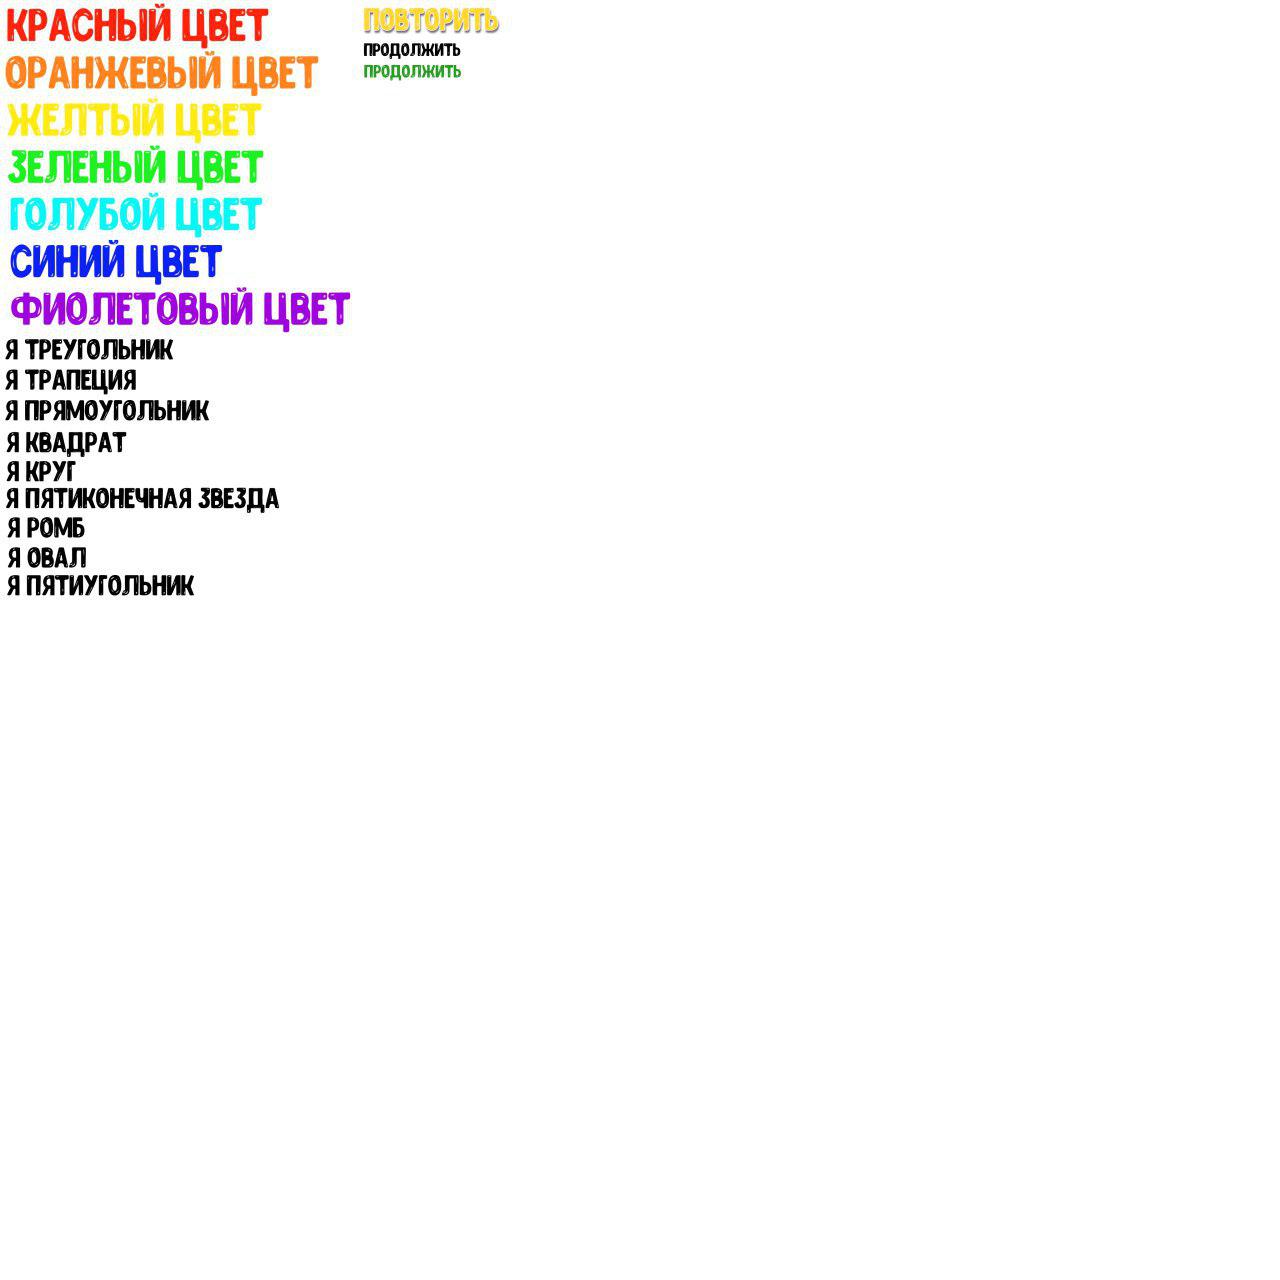 КРАСНЫЙ ЦВЕТ
ОРАНЖЕВЫЙ ЦВЕТ
ЖЕЛТЫЙ ЦВЕТ
ЗЕЛЕНЫЙ ЦВЕТ
ГОЛУБОЙ ЦВЕТ
СИНИЙ ЦВЕТ
ФИОЛЕТОВЫЙ ЦВЕТ
Я ТРЕУГОЛЬНИК
Я ТРАПЕЦИЯ
Я ПРЯМОУГОЛЬНИК
Я КВАДРАТ
Я КРУГ
Я ПЯТИКОНЕЧНАЯ ЗВЕЗДА
Я РОМБ
Я ОВАЛ
Я ПЯТИУГОЛЬНИК
ПОВТОРИТЬ
ПРОДОЛЖИТЬ
ПРОДОЛЖИТЬ